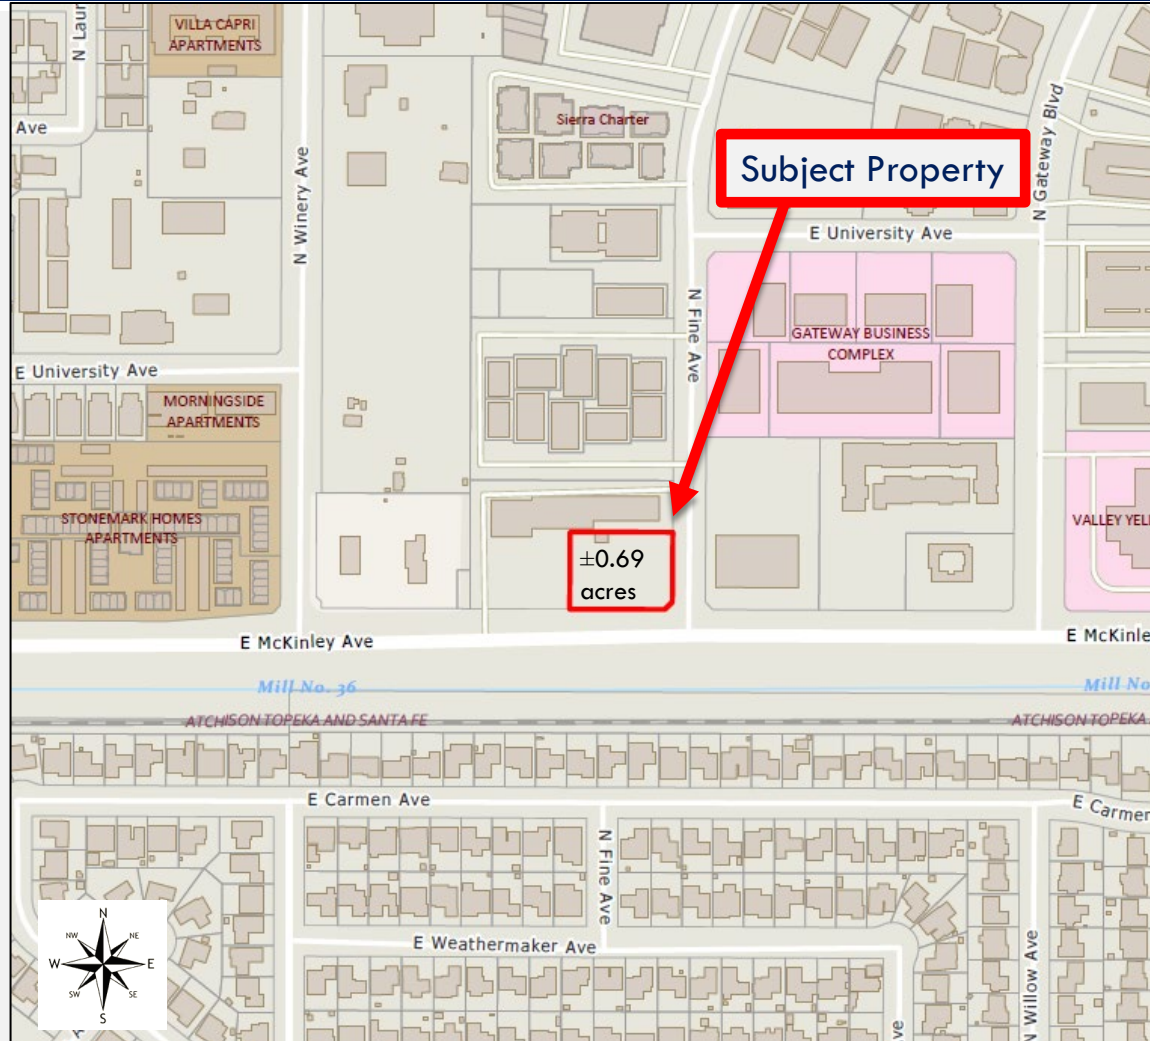 N Laur
VILLA CAPRI
APARTMENTS
Ave
N Winery Ave
Sierra Charter
N Gateway Blvd
Subject Property
E University Ave
N Fine Ave
GATEWAY BUSINESS
COMPLEX
E University Ave
MORNINGSIDE
APARTMENTS
STONEMARK HOMES
APARTMENTS
VALLEY YEL
±0.69
acres
E McKinley Ave
E McKinle
Mill No. 36
Mill No
ATCHISON TOPEKA AND SANTA FE
ATCHISON TOPEKA
E Carmen Ave
E Carmer
N Fine Ave
E Weathermaker Ave
N Willow Ave
N
NW
NE
W
E
SW
SE
S
ve